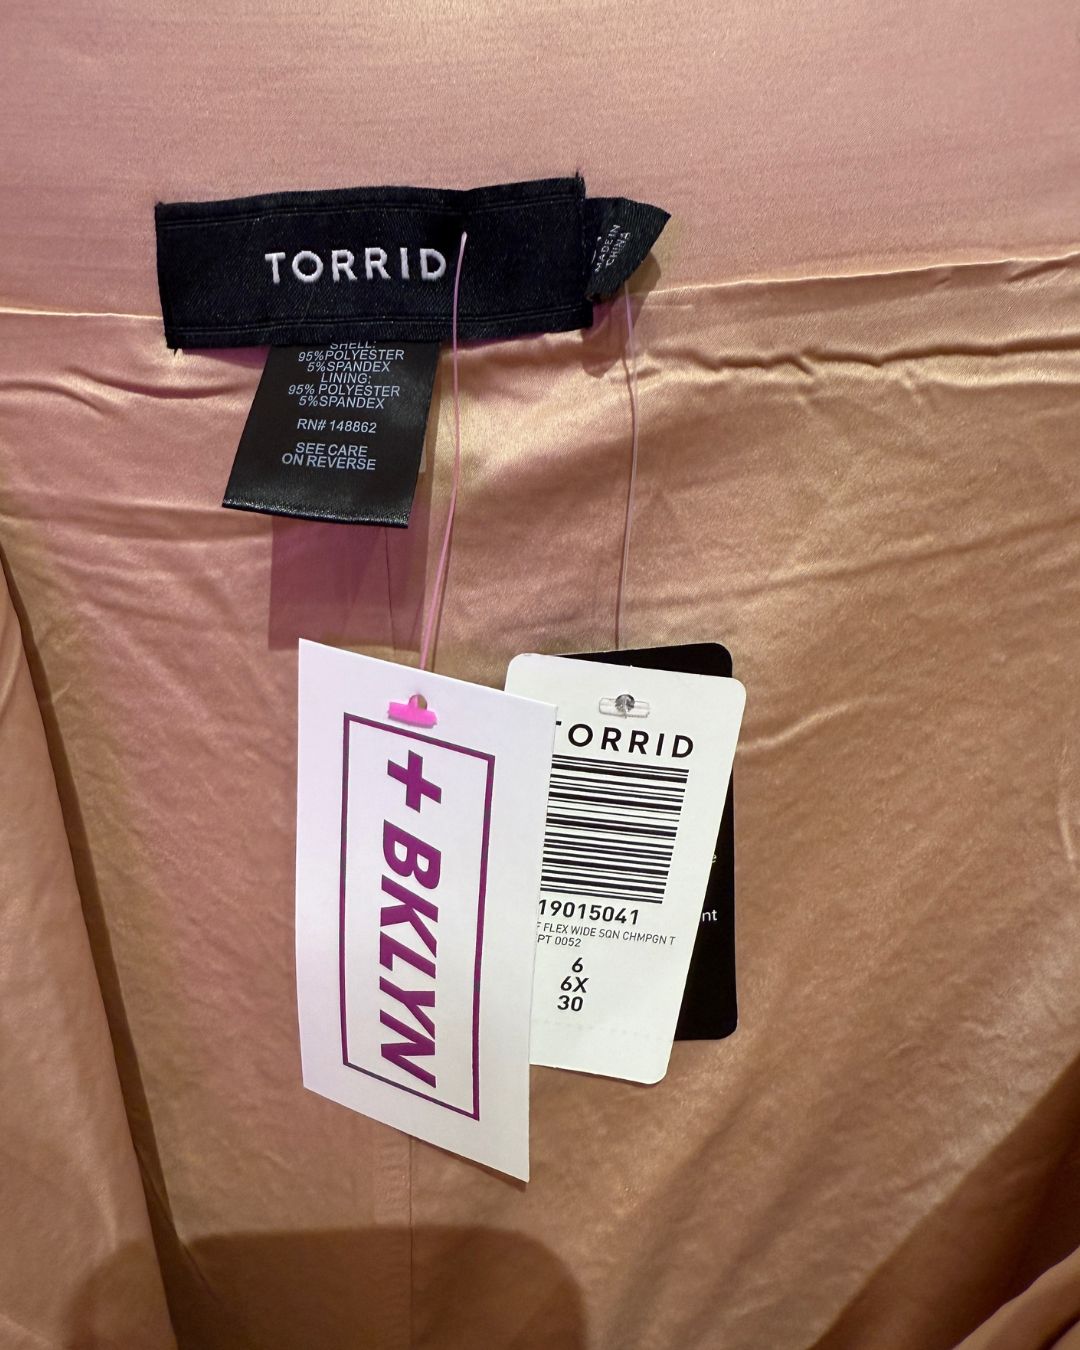 TORRID
MADE IN
CHINA
SHELL:
95%POLYESTER
5%SPANDEX
LINING:
95% POLYESTER
5%SPANDEX
RN# 148862
SEE CARE
ON REVERSE
+ BKLYN
TORRID
19015041
F FLEX WIDE SQN CHMPGN T
PT 0052
6
6X
30
nt